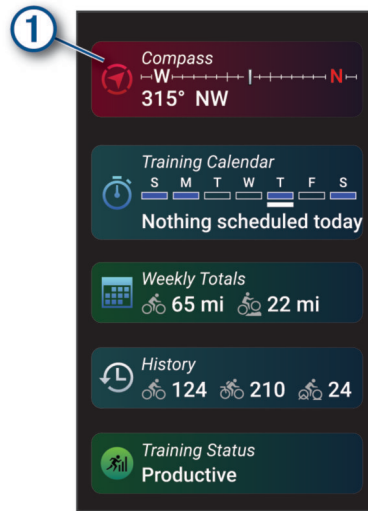 1
Compass
W N
315° NW
Training Calendar
S M T W T F S
Nothing scheduled today
Weekly Totals
65 mi 22 mi
History
124 210 24
Training Status
Productive